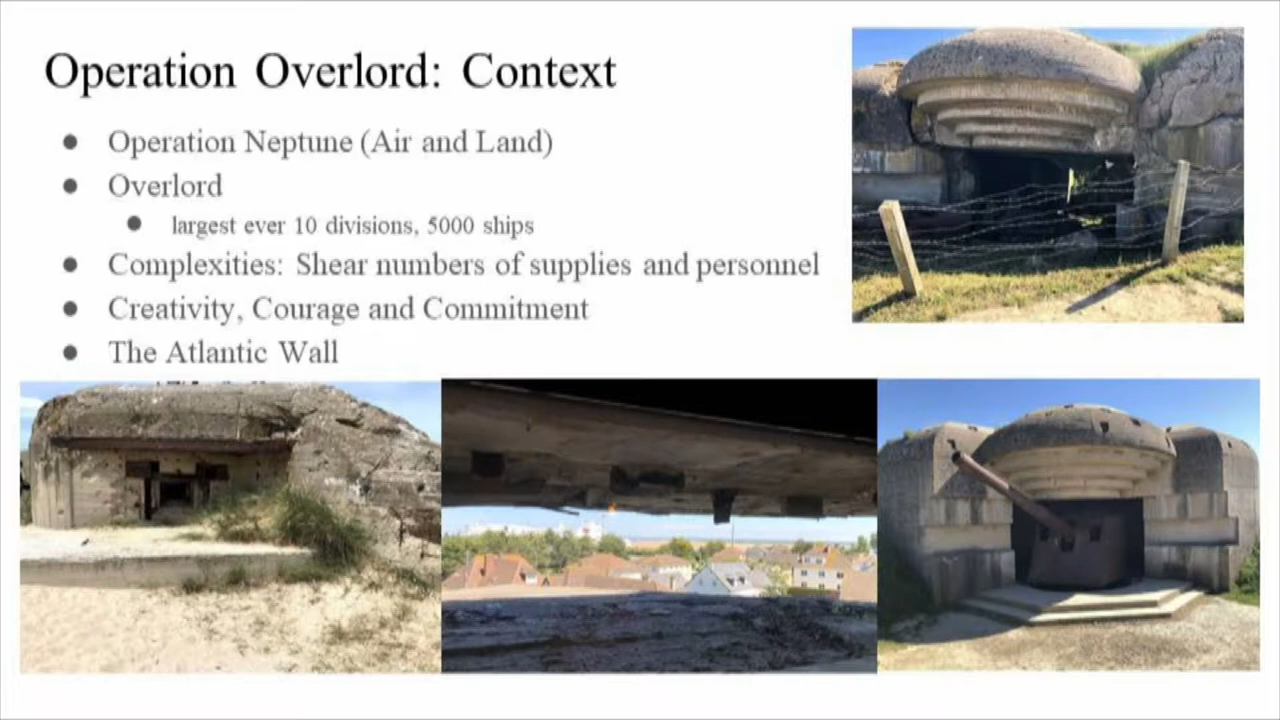 Operation Overlord: Context
● Operation Neptune (Air and Land)
● Overlord
● largest ever 10 divisions, 5000 ships
● Complexities: Shear numbers of supplies and personnel
● Creativity, Courage and Commitment
● The Atlantic Wall